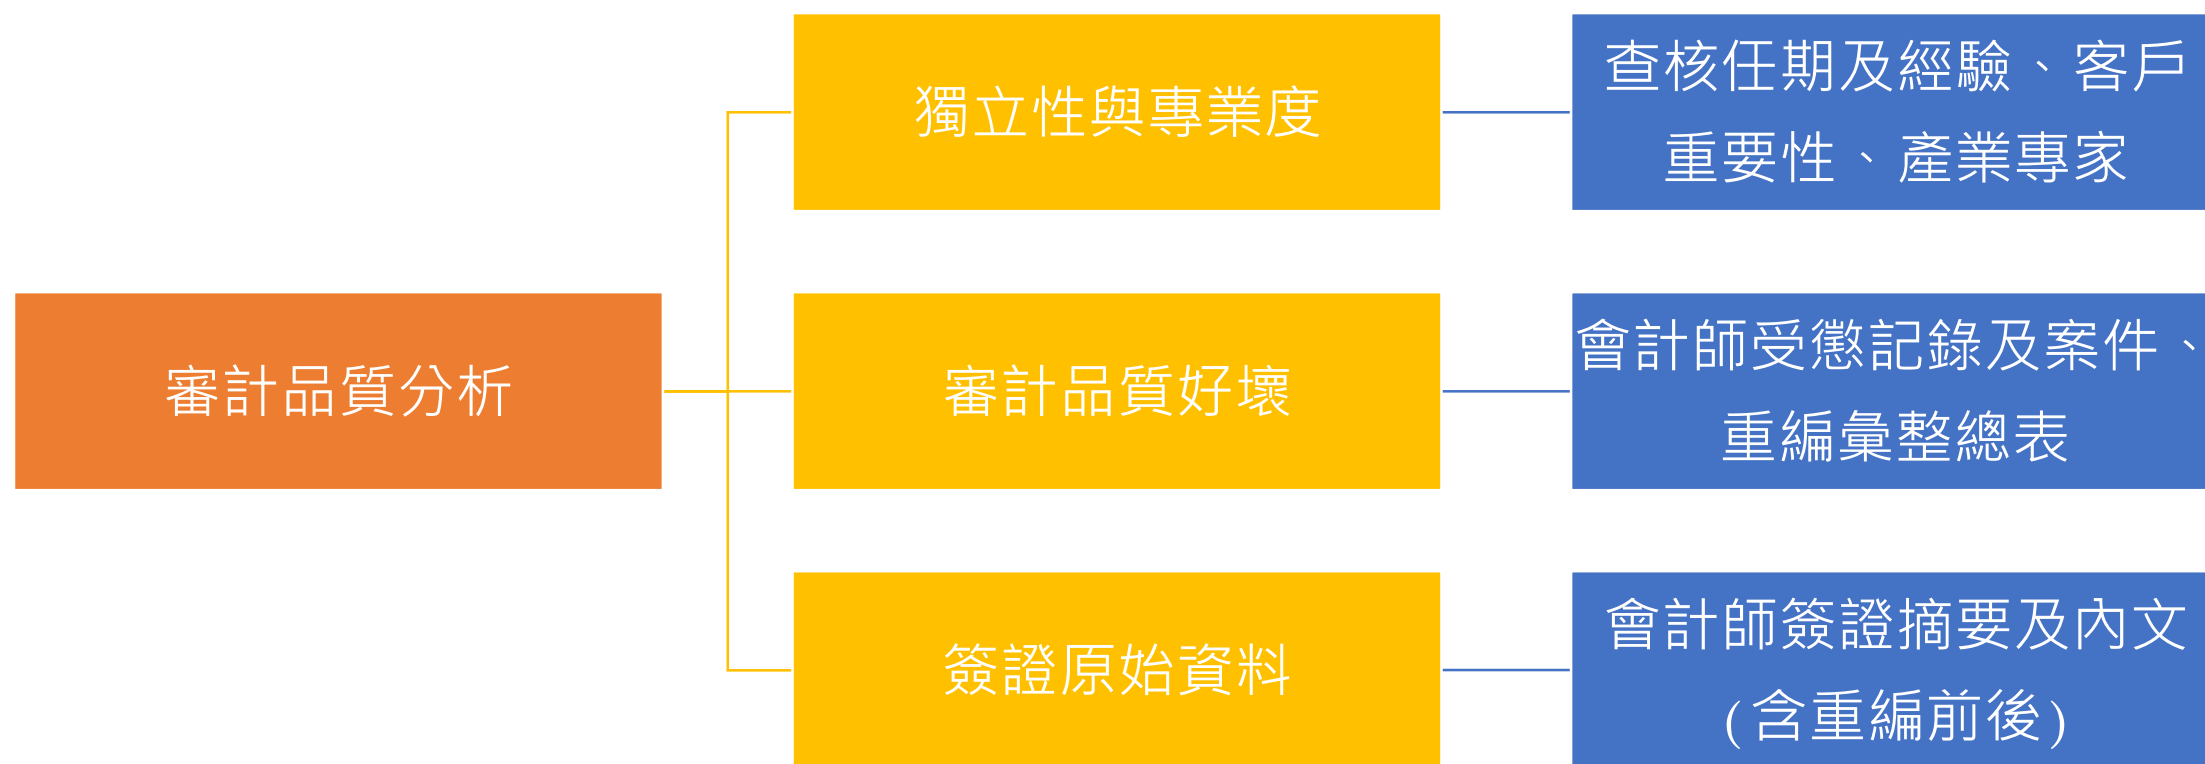 審計品質分析
獨立性與專業度
查核任期及經驗、客戶
重要性、產業專家
審計品質好壞
會計師受懲記錄及案件、
重編彙整總表
簽證原始資料
會計師簽證摘要及內文
(含重編前後)